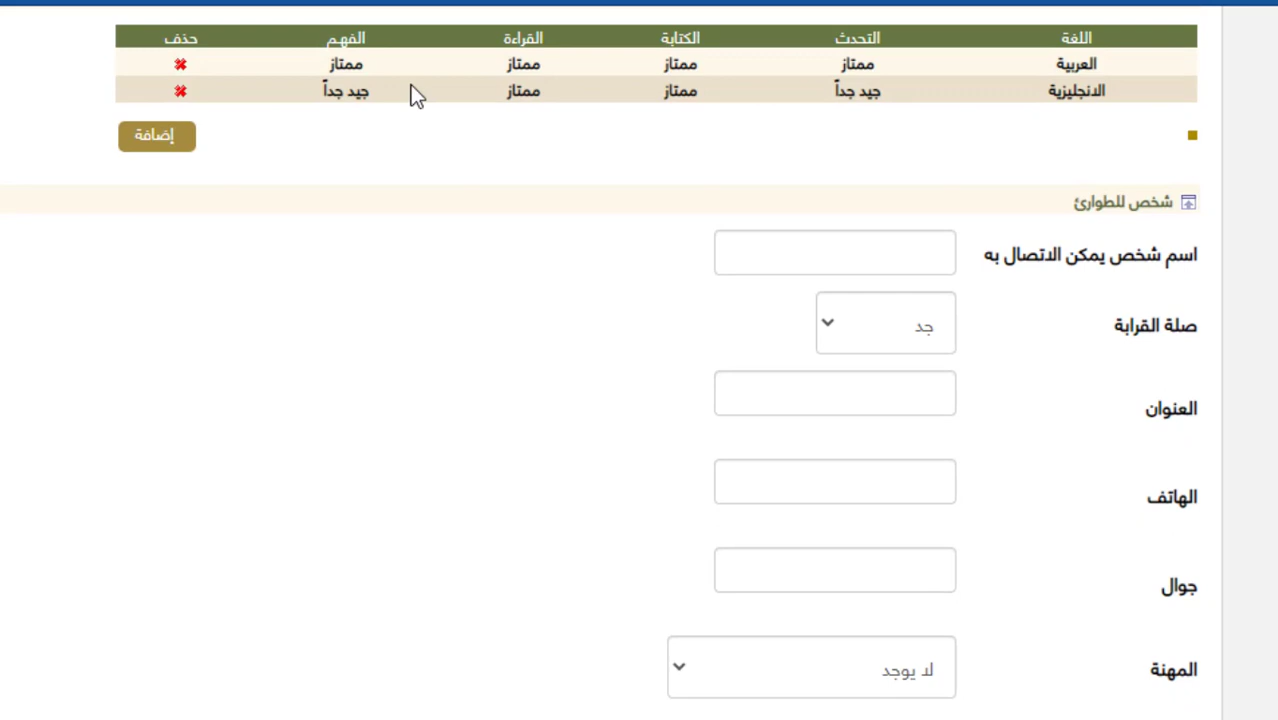 اللغة التحدث الكتابة القراءة الفهم حذف
العربية ممتاز ممتاز ممتاز ممتاز
الانجليزية جيد جداً ممتاز ممتاز جيد جداً
إضافة
شخص للطوارئ
اسم شخص يمكن الاتصال به
صلة القرابة جد
العنوان
الهاتف
جوال
المهنة لا يوجد